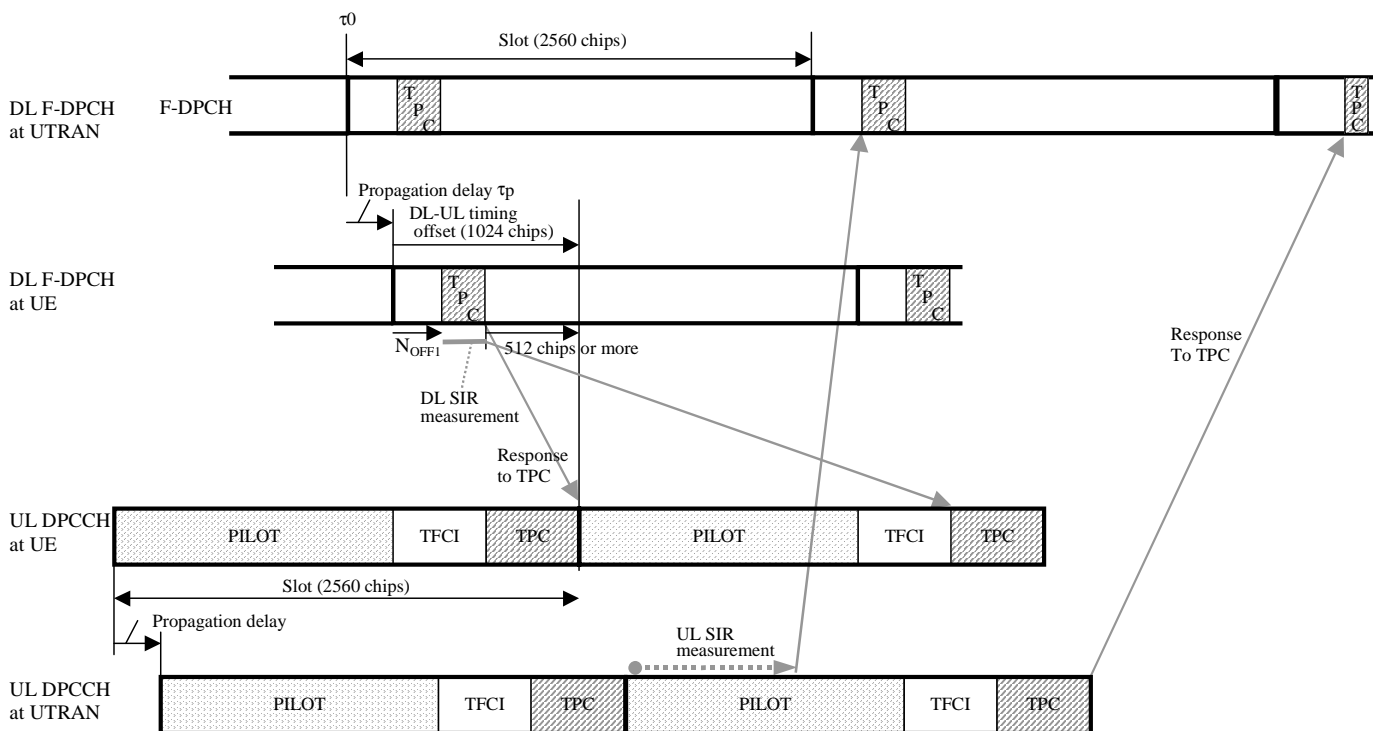 τ0
Slot (2560 chips)
DL F-DPCH
at UTRAN
F-DPCH
TPC
TPC
TPC
Propagation delay τp
DL-UL timing
offset (1024 chips)
DL F-DPCH
at UE
TPC
TPC
NOFF1
512 chips or more
DL SIR
measurement
Response
to TPC
Response
To TPC
UL DPCCH
at UE
PILOT
TFCI
TPC
PILOT
TFCI
TPC
Slot (2560 chips)
Propagation delay
UL SIR
measurement
UL DPCCH
at UTRAN
PILOT
TFCI
TPC
PILOT
TFCI
TPC